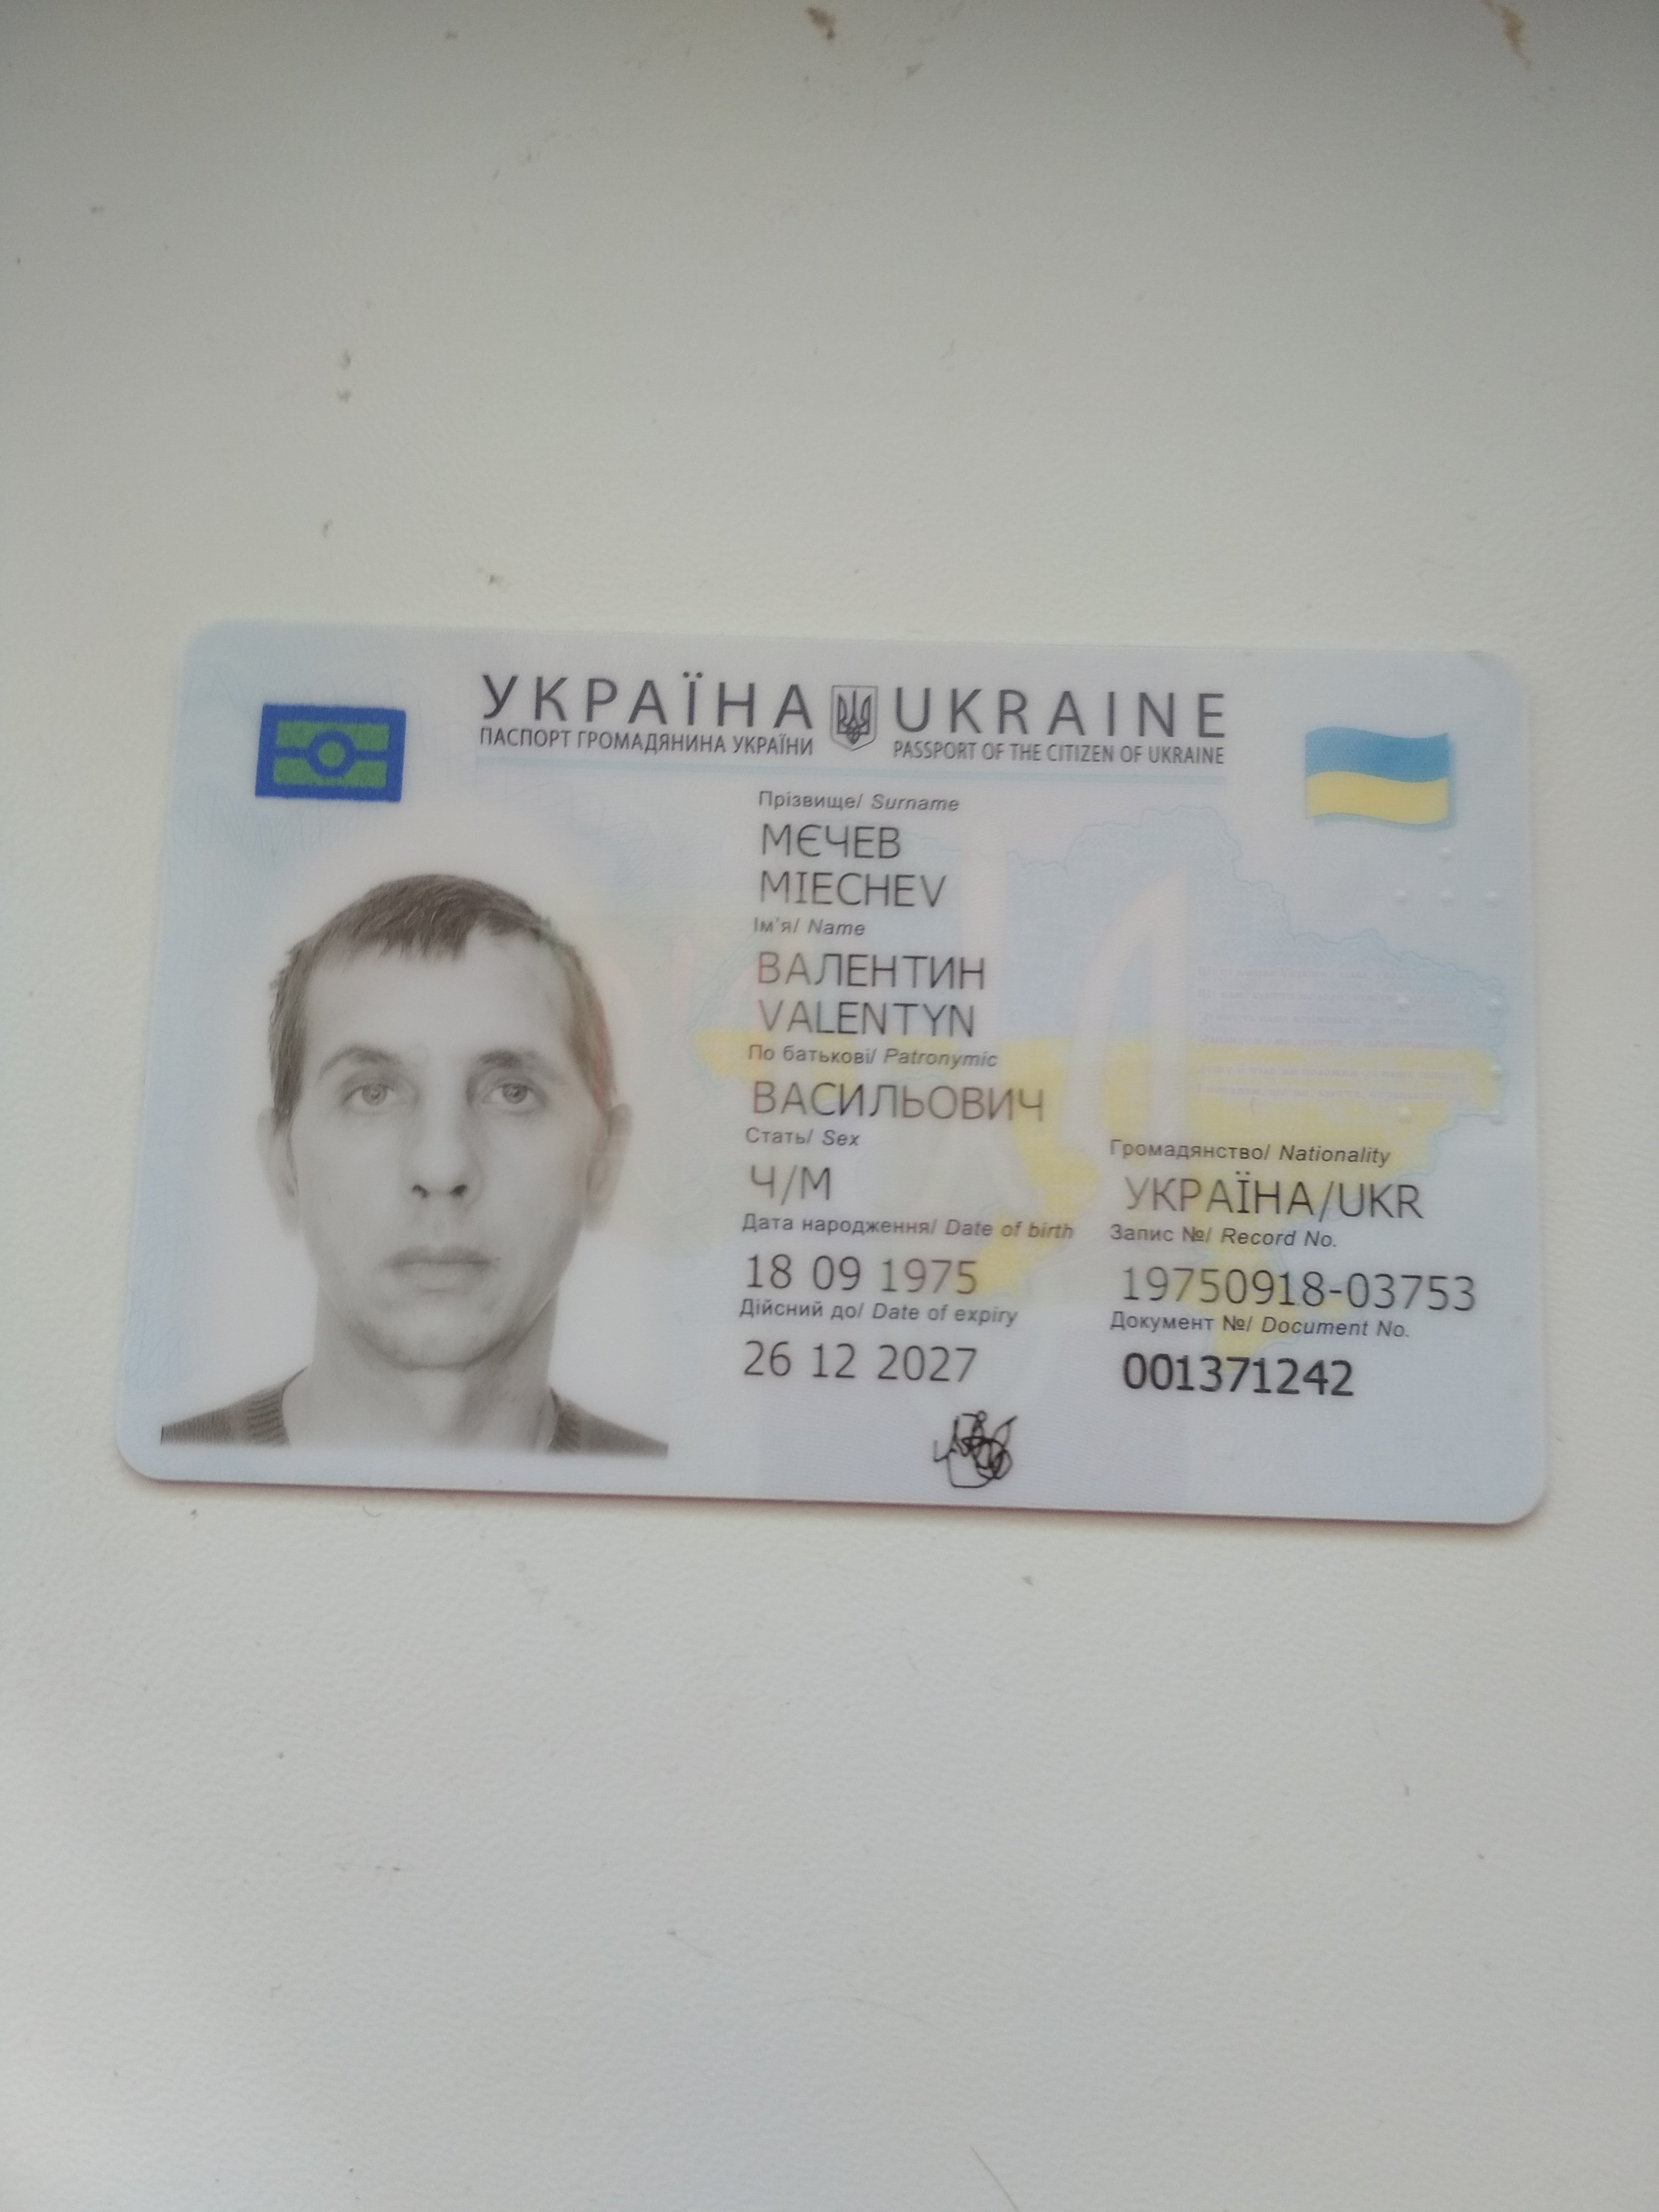 УКРАЇНА UKRAINE
ПАСПОРТ ГРОМАДЯНИНА УКРАЇНИ PASSPORT OF THE CITIZEN OF UKRAINE
Прізвище/ Surname
МЄЧЕВ
MIECHEV
Ім'я/ Name
ВАЛЕНТИН
VALENTYN
По батькові/ Patronymic
ВАСИЛЬОВИЧ
Стать/ Sex
Ч/М
Громадянство/ Nationality
УКРАЇНА/UKR
Дата народження/ Date of birth
18 09 1975
Запис №/ Record No.
19750918-03753
Дійсний до/ Date of expiry
26 12 2027
Документ №/ Document No.
001371242